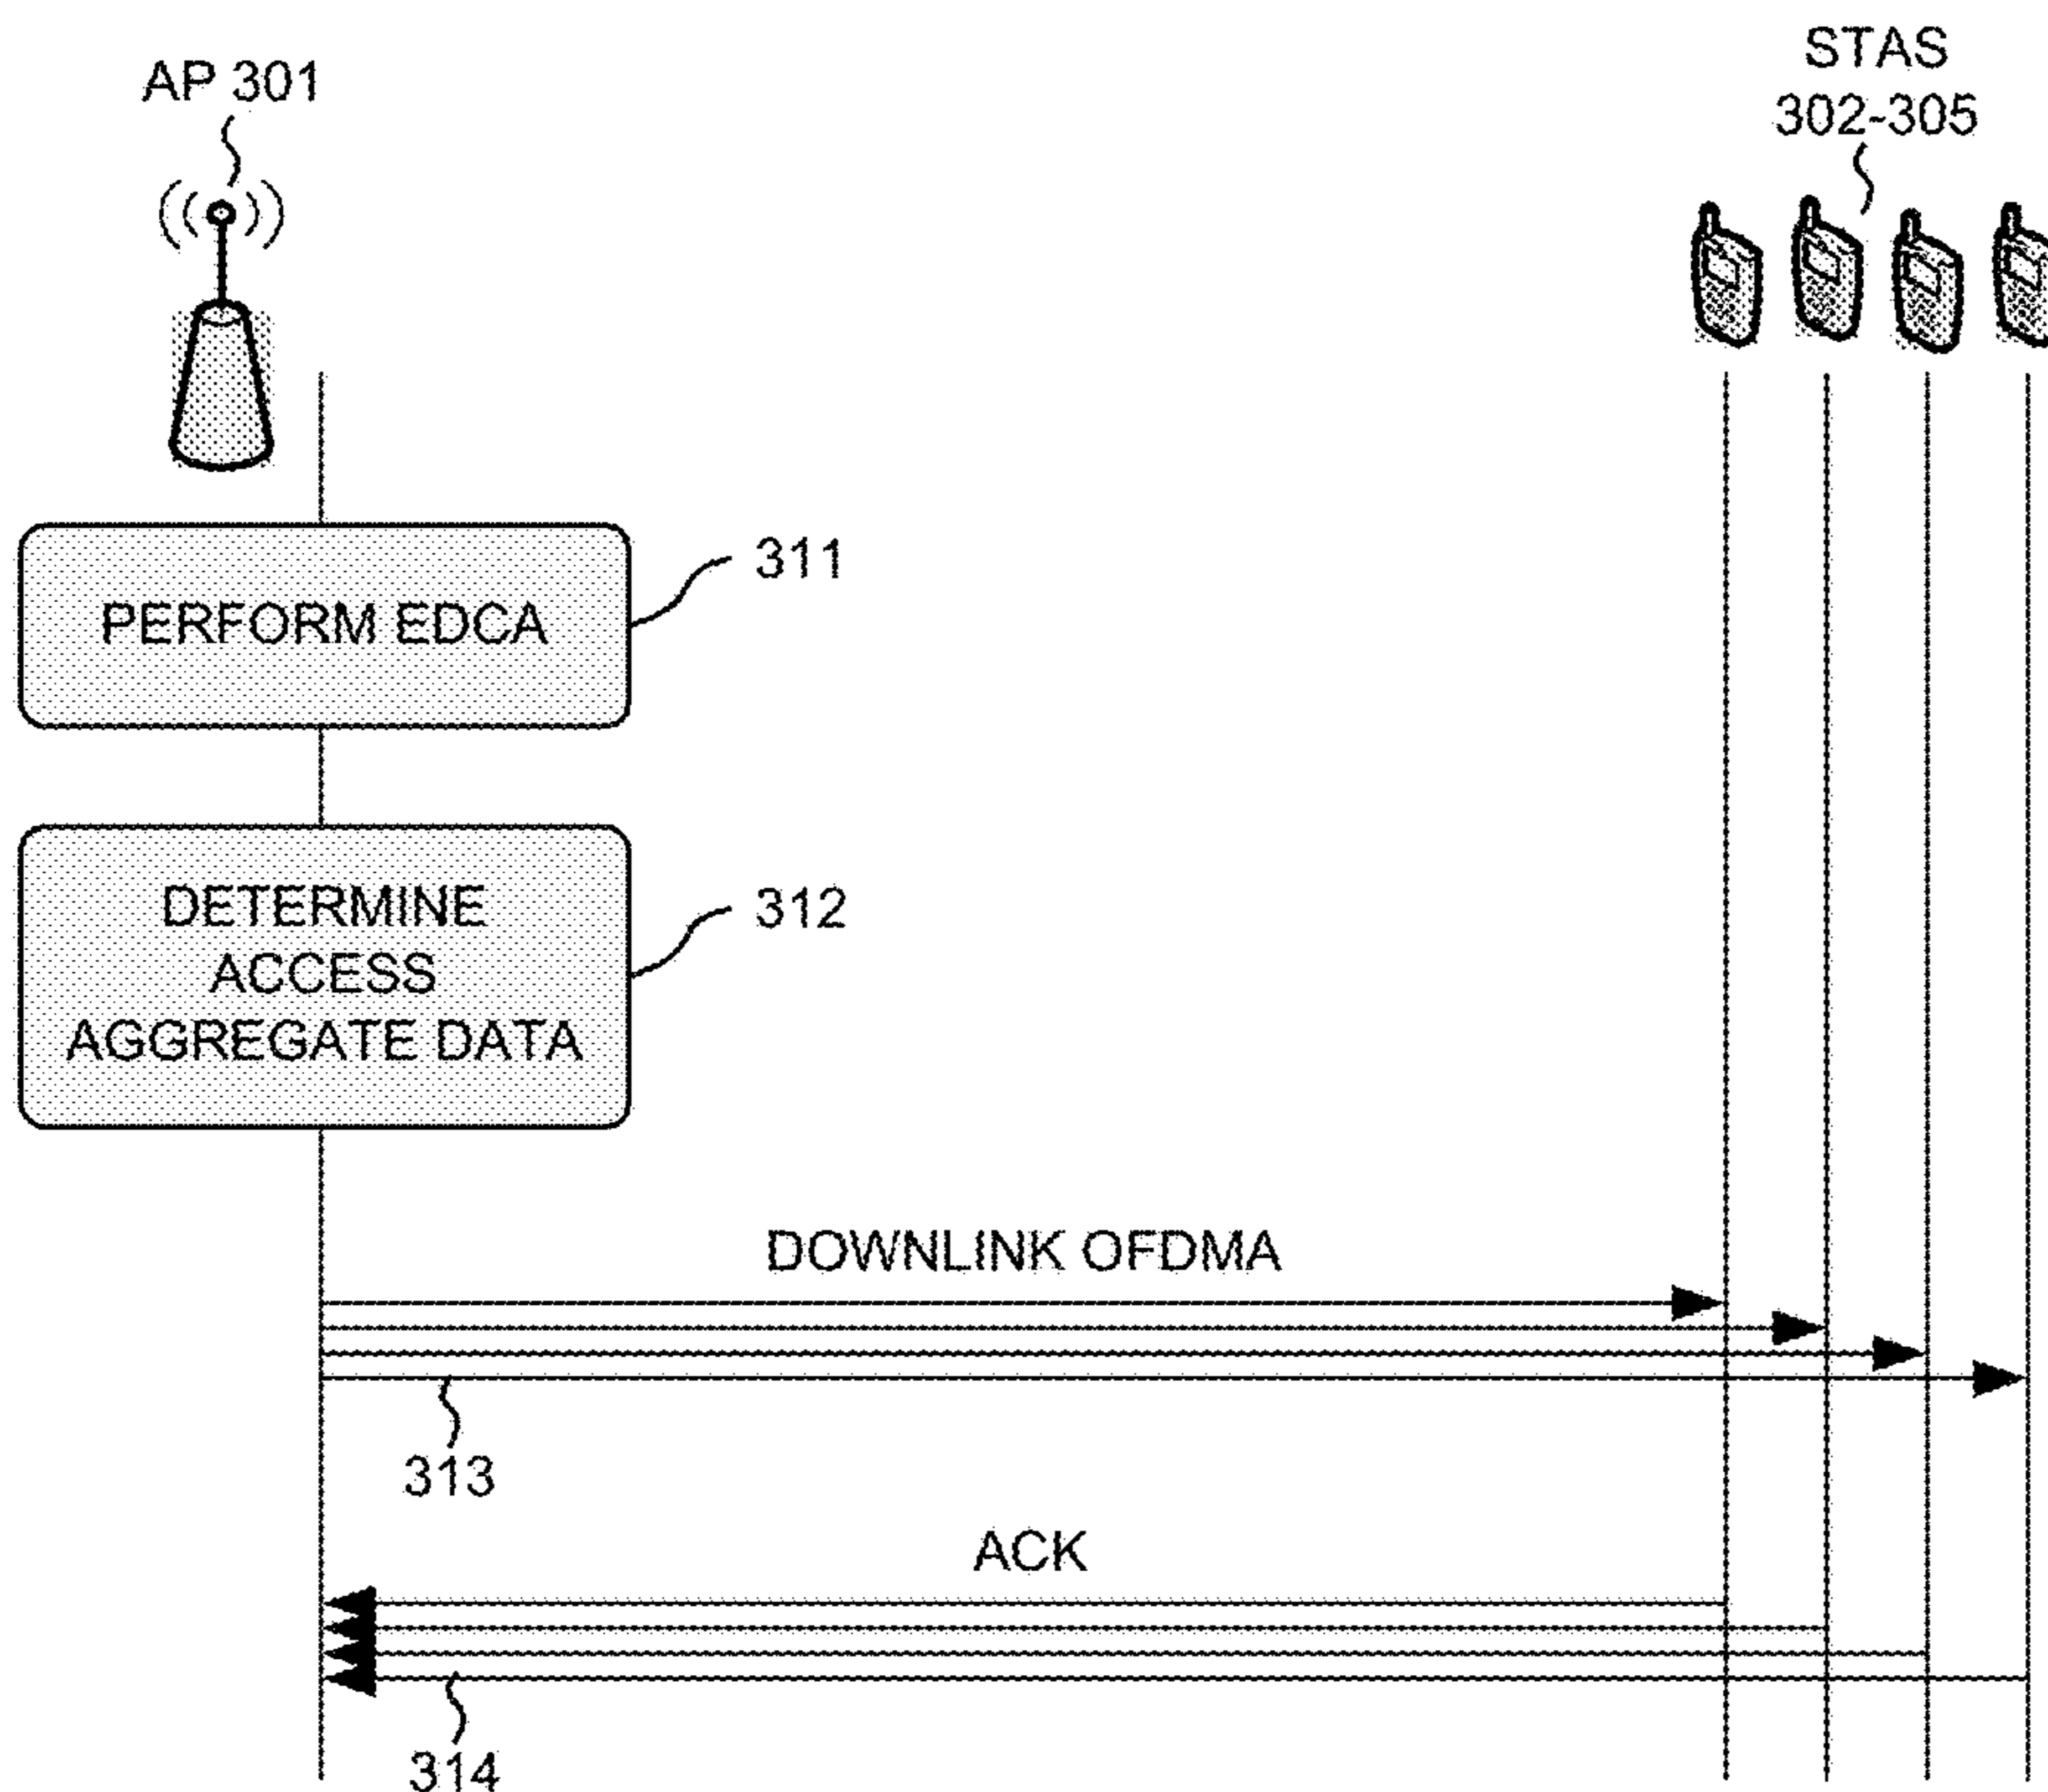 AP 301
STAS
302-305
311
PERFORM EDCA
312
DETERMINE
ACCESS
AGGREGATE DATA
DOWNLINK OFDMA
313
ACK
314